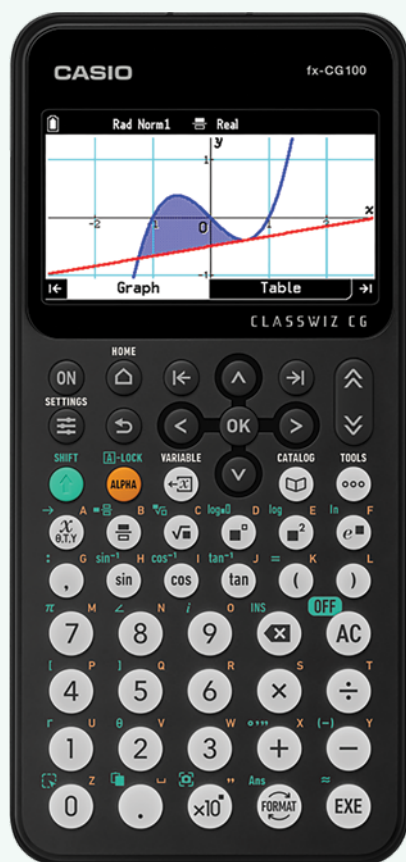 CASIO fx-CG100
Rad Norm1 Real
y
1
-2 -1 O 1 2 x
-1
|← Graph Table →|
CLASSWIZ CG
HOME
ON |← →|
SETTINGS
OK
SHIFT A-LOCK VARIABLE CATALOG TOOLS
ALPHA ←x
→ A ■ B √ C log■□ D log E ln F
x θ,T,Y √■ ■□ ■² e■
: G sin⁻¹ H cos⁻¹ I tan⁻¹ J = K L
, sin cos tan ( )
π M ∠ N i O INS OFF
7 8 9 AC
[ P ] Q R S T
4 5 6 × ÷
r U θ V W °′″ X (−) Y
1 2 3 + −
Z ␣ " Ans ≈
0 . ×10■ FORMAT EXE